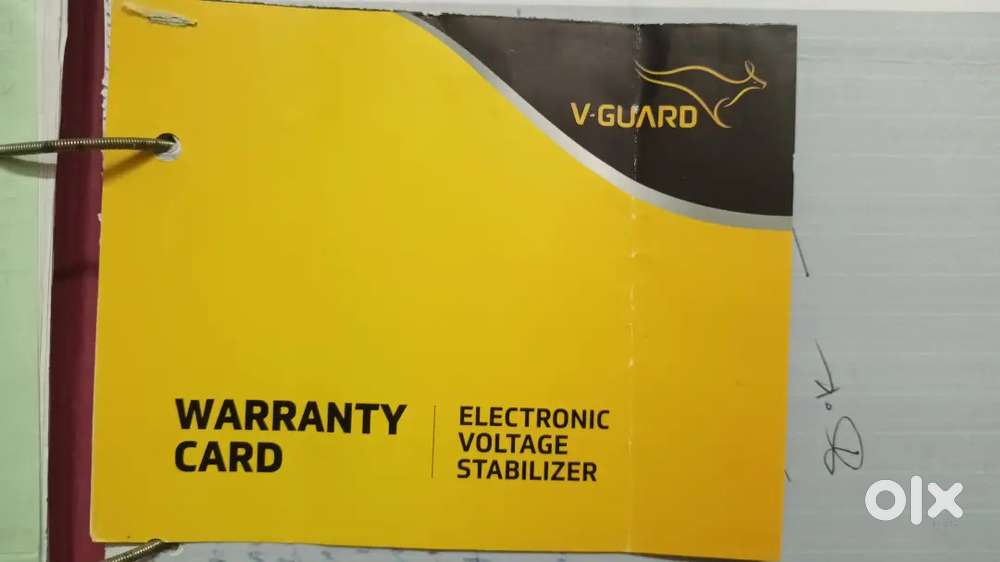 V-GUARD
WARRANTY
CARD
ELECTRONIC
VOLTAGE
STABILIZER
olx